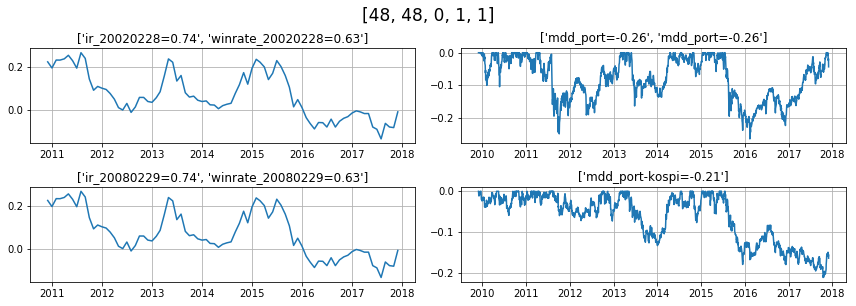 [48, 48, 0, 1, 1]
['ir_20020228=0.74', 'winrate_20020228=0.63']
0.2
0.0
2011 2012 2013 2014 2015 2016 2017 2018
['mdd_port=-0.26', 'mdd_port=-0.26']
0.0
−0.1
−0.2
2010 2011 2012 2013 2014 2015 2016 2017 2018
['ir_20080229=0.74', 'winrate_20080229=0.63']
0.2
0.0
2011 2012 2013 2014 2015 2016 2017 2018
['mdd_port-kospi=-0.21']
0.0
−0.1
−0.2
2010 2011 2012 2013 2014 2015 2016 2017 2018